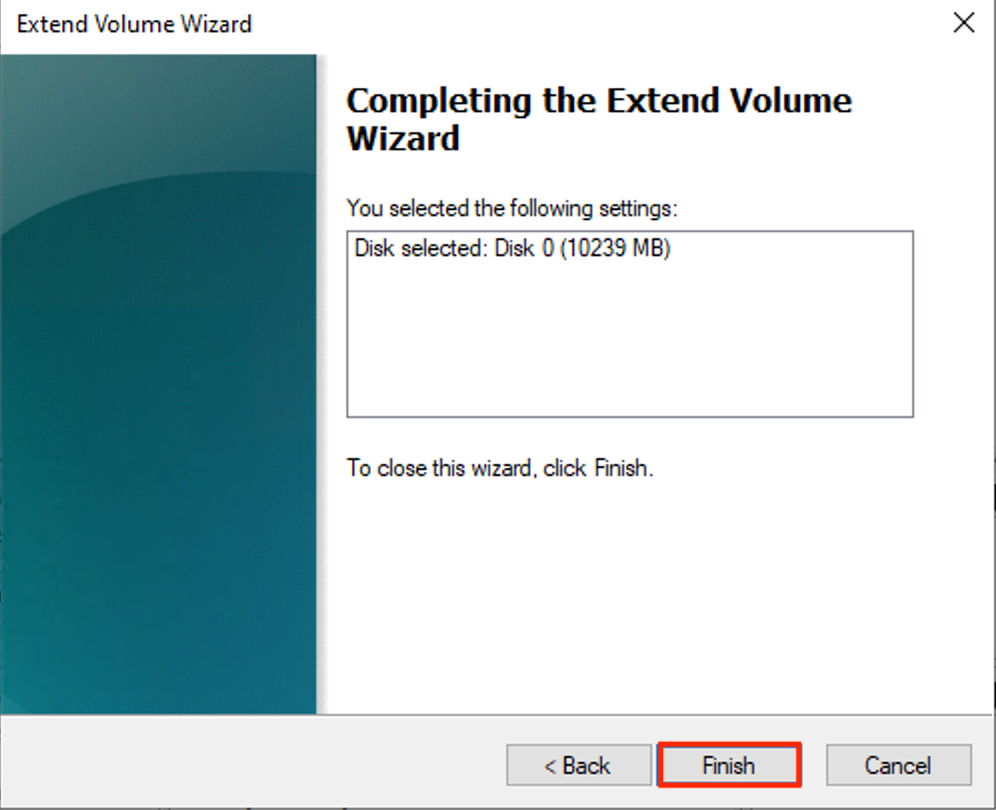 Extend Volume Wizard
Completing the Extend Volume
Wizard
You selected the following settings:
Disk selected: Disk 0 (10239 MB)
To close this wizard, click Finish.
< Back
Finish
Cancel